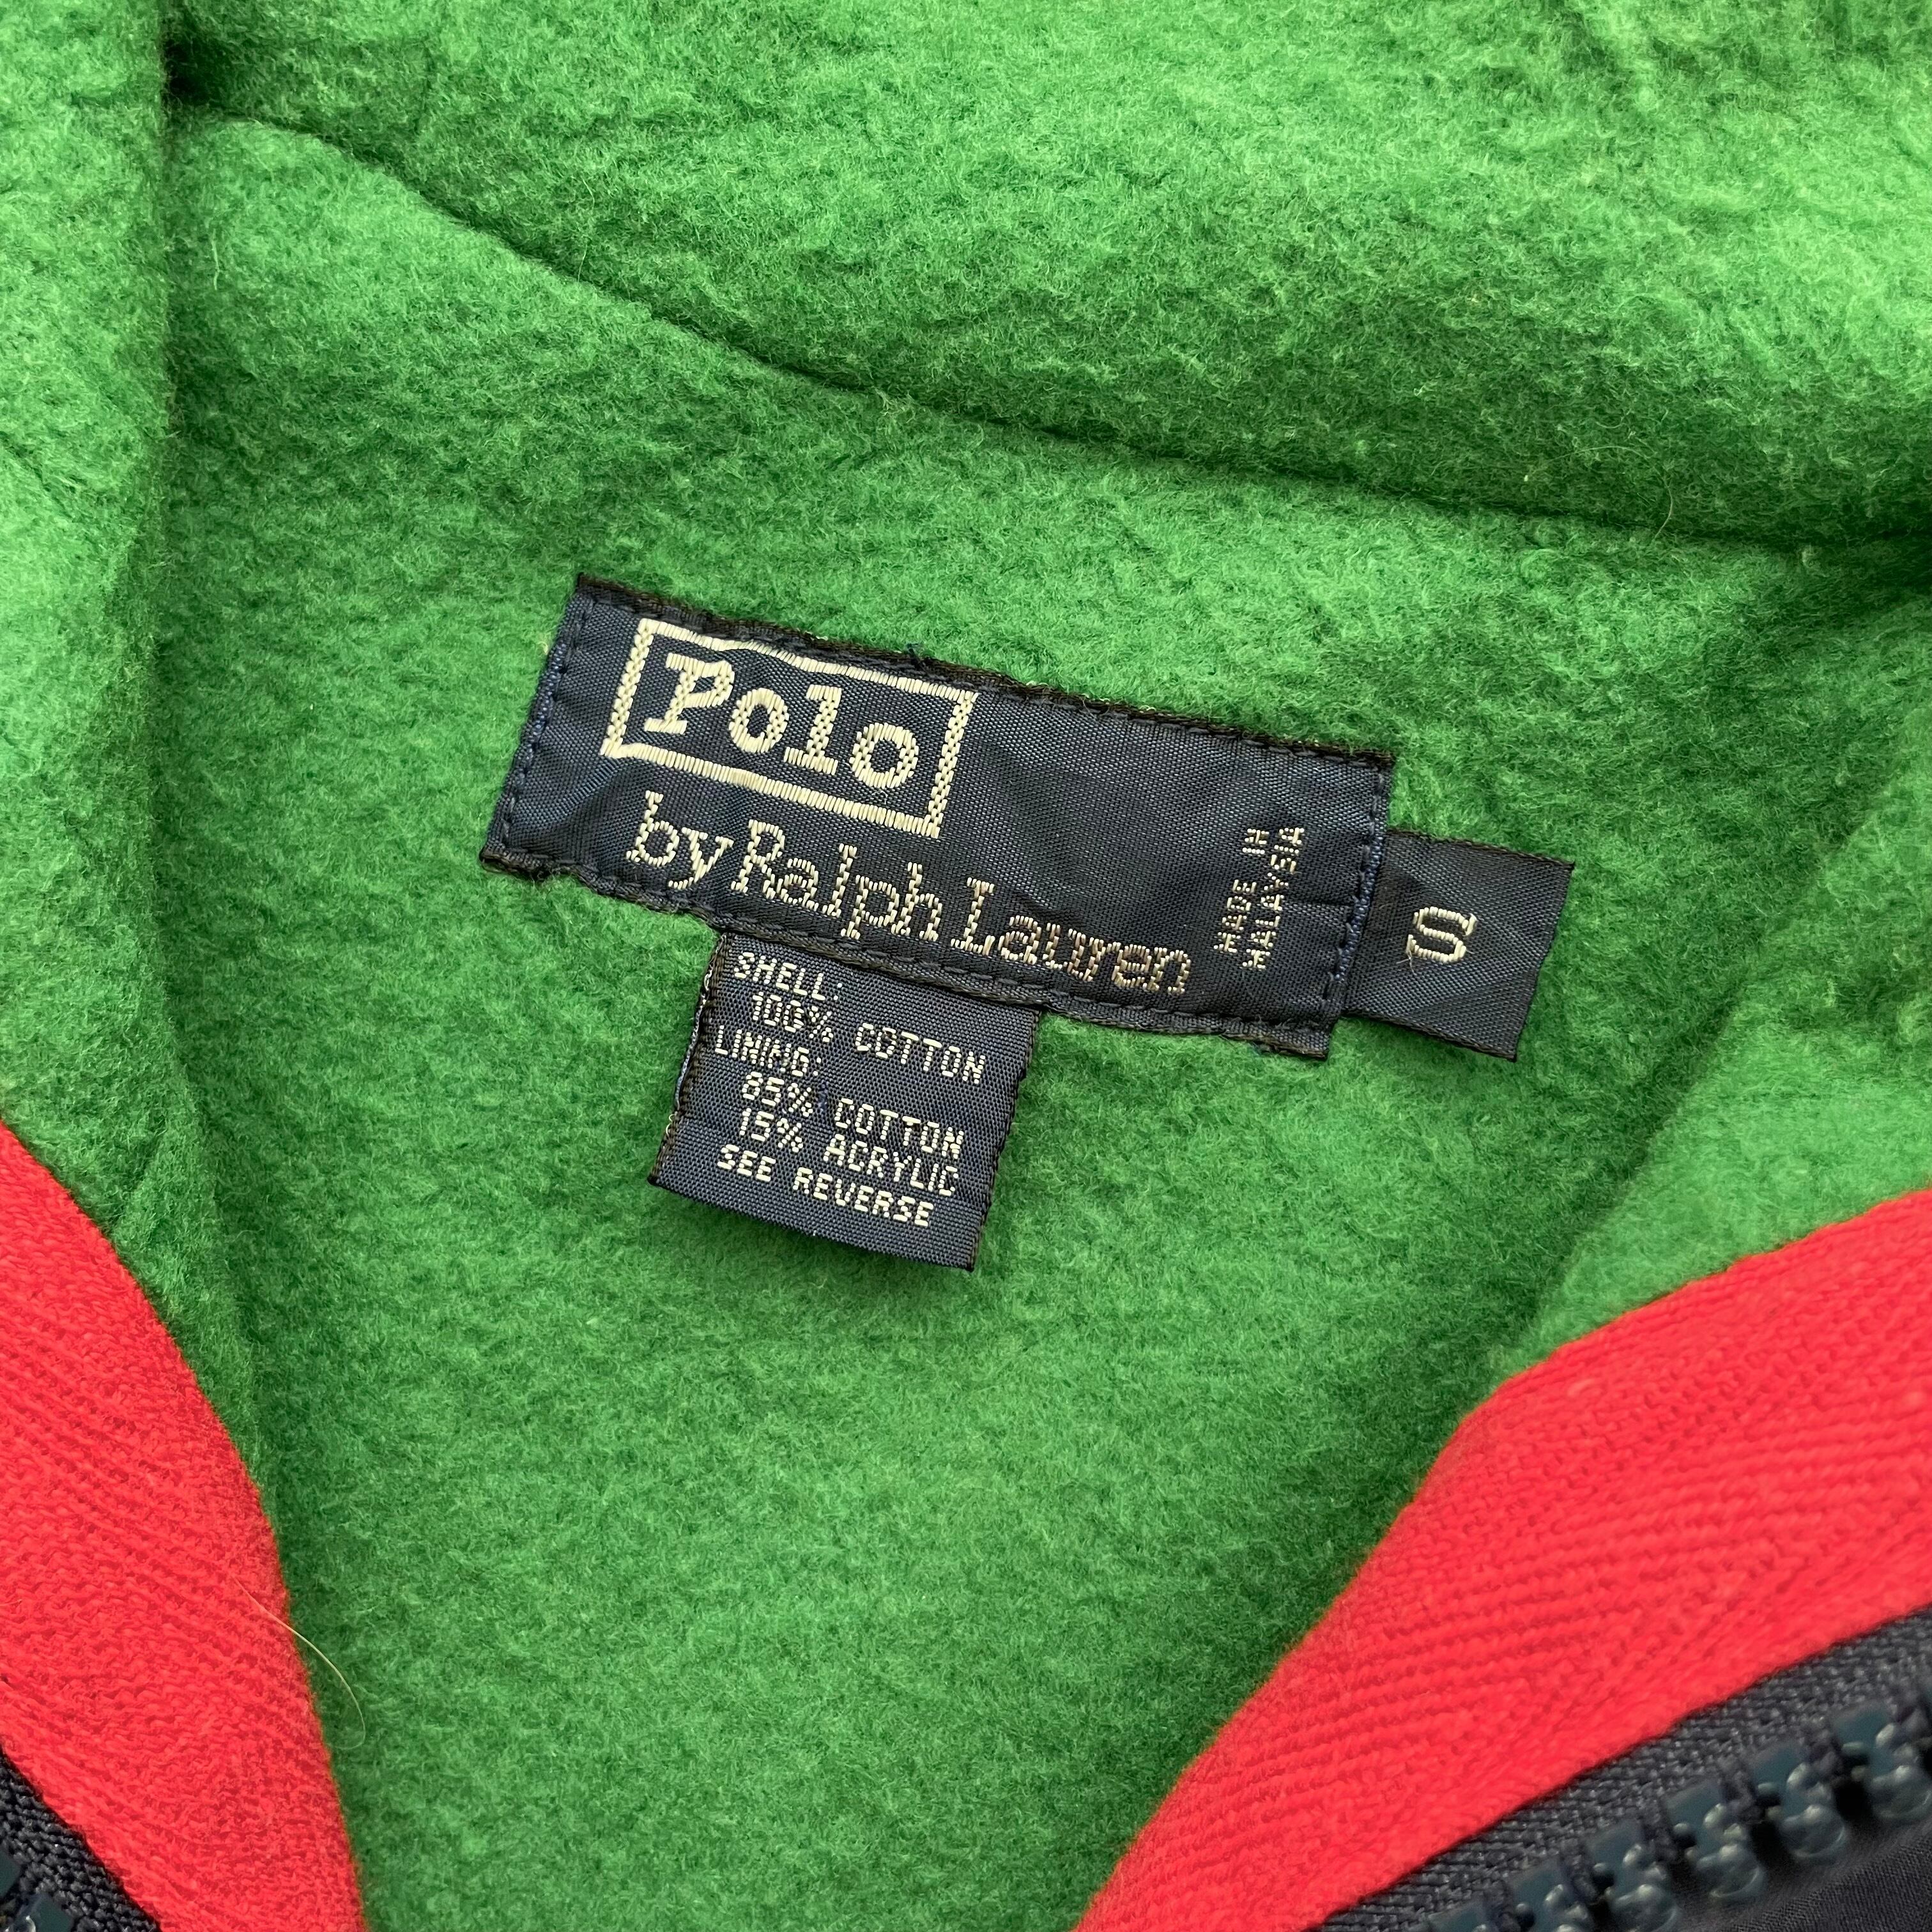 Polo
by Ralph Lauren
MADE IN
MALAYSIA
S
SHELL:
100% COTTON
LINING:
85% COTTON
15% ACRYLIC
SEE REVERSE